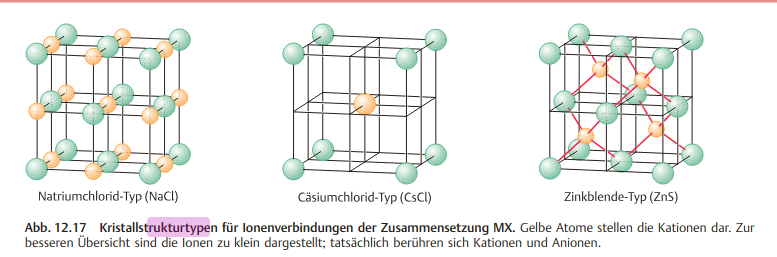 Natriumchlorid-Typ (NaCl)
Cäsiumchlorid-Typ (CsCl)
Zinkblende-Typ (ZnS)
Abb. 12.17 Kristallstrukturtypen für Ionenverbindungen der Zusammensetzung MX. Gelbe Atome stellen die Kationen dar. Zur
besseren Übersicht sind die Ionen zu klein dargestellt; tatsächlich berühren sich Kationen und Anionen.